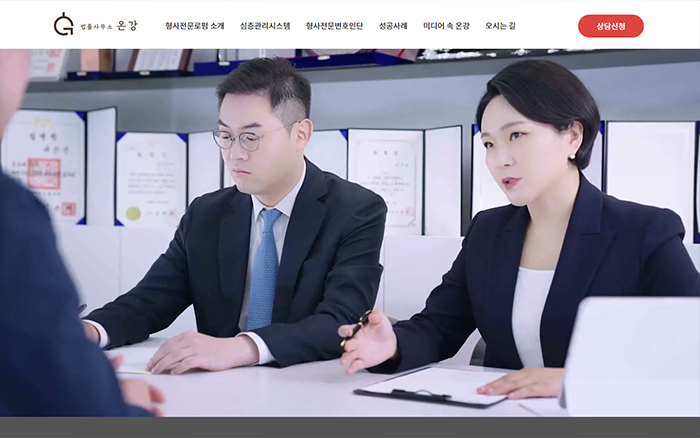 법률사무소 온강
형사전문로펌 소개
심층관리시스템
형사전문변호인단
성공사례
미디어 속 온강
오시는 길
상담신청